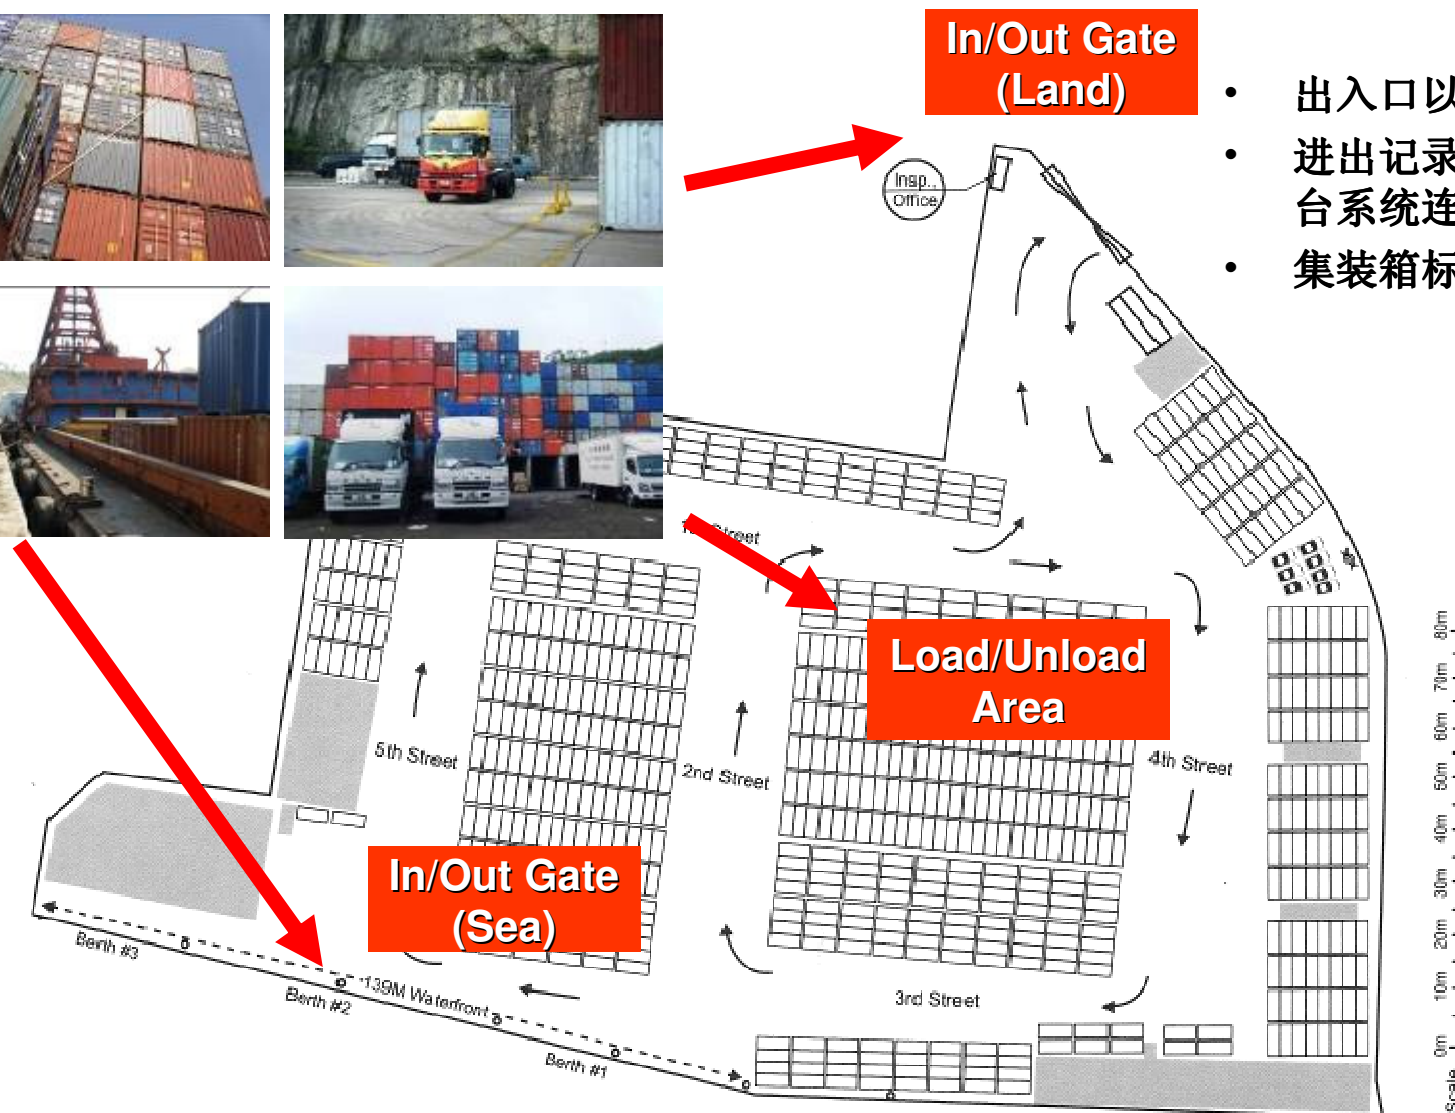 In/Out Gate
(Land)
• 出入口以
• 进出记录
台系统连
• 集装箱标
Insp.
Office
Street
5th Street
2nd Street
4th Street
Load/Unload
Area
In/Out Gate
(Sea)
3rd Street
Berth #3
Berth #2
139M Waterfront
Berth #1
80m
70m
60m
50m
40m
30m
20m
10m
0m
Scale